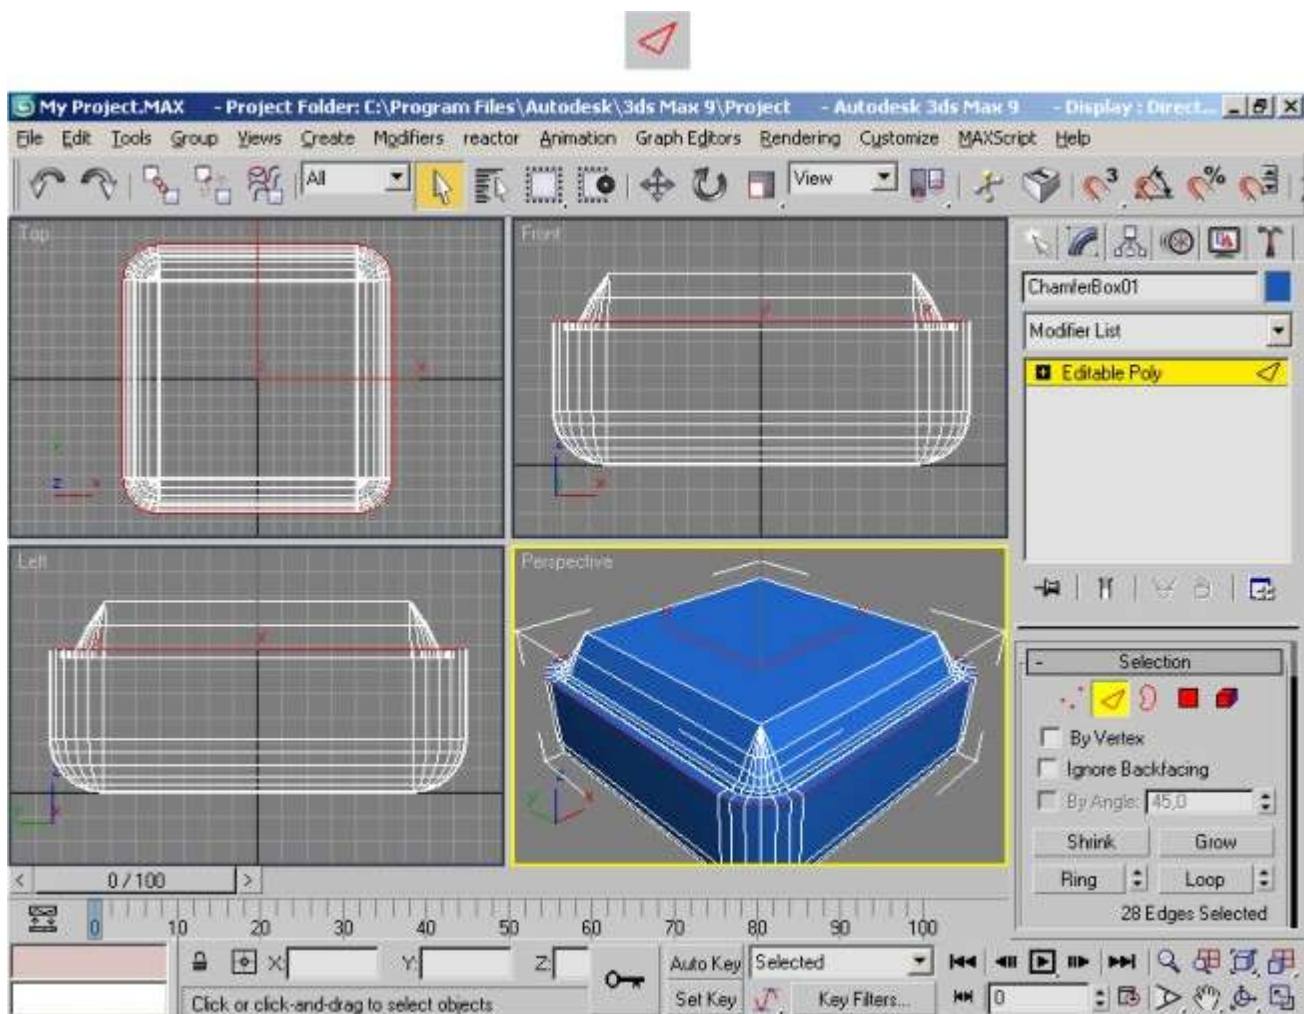 My Project.MAX - Project Folder: C:\Program Files\Autodesk\3ds Max 9\Project - Autodesk 3ds Max 9 - Display : Direct...
File Edit Tools Group Views Create Modifiers reactor Animation Graph Editors Rendering Customize MAXScript Help
All View 3 %
Top Front
ChamferBox01
Modifier List
Editable Poly
Left Perspective
Selection
By Vertex
Ignore Backfacing
By Angle: 45,0
Shrink Grow
Ring Loop
28 Edges Selected
< 0 / 100 >
0 10 20 30 40 50 60 70 80 90 100
X: Y: Z: Auto Key Selected
Click or click-and-drag to select objects Set Key Key Filters... 0